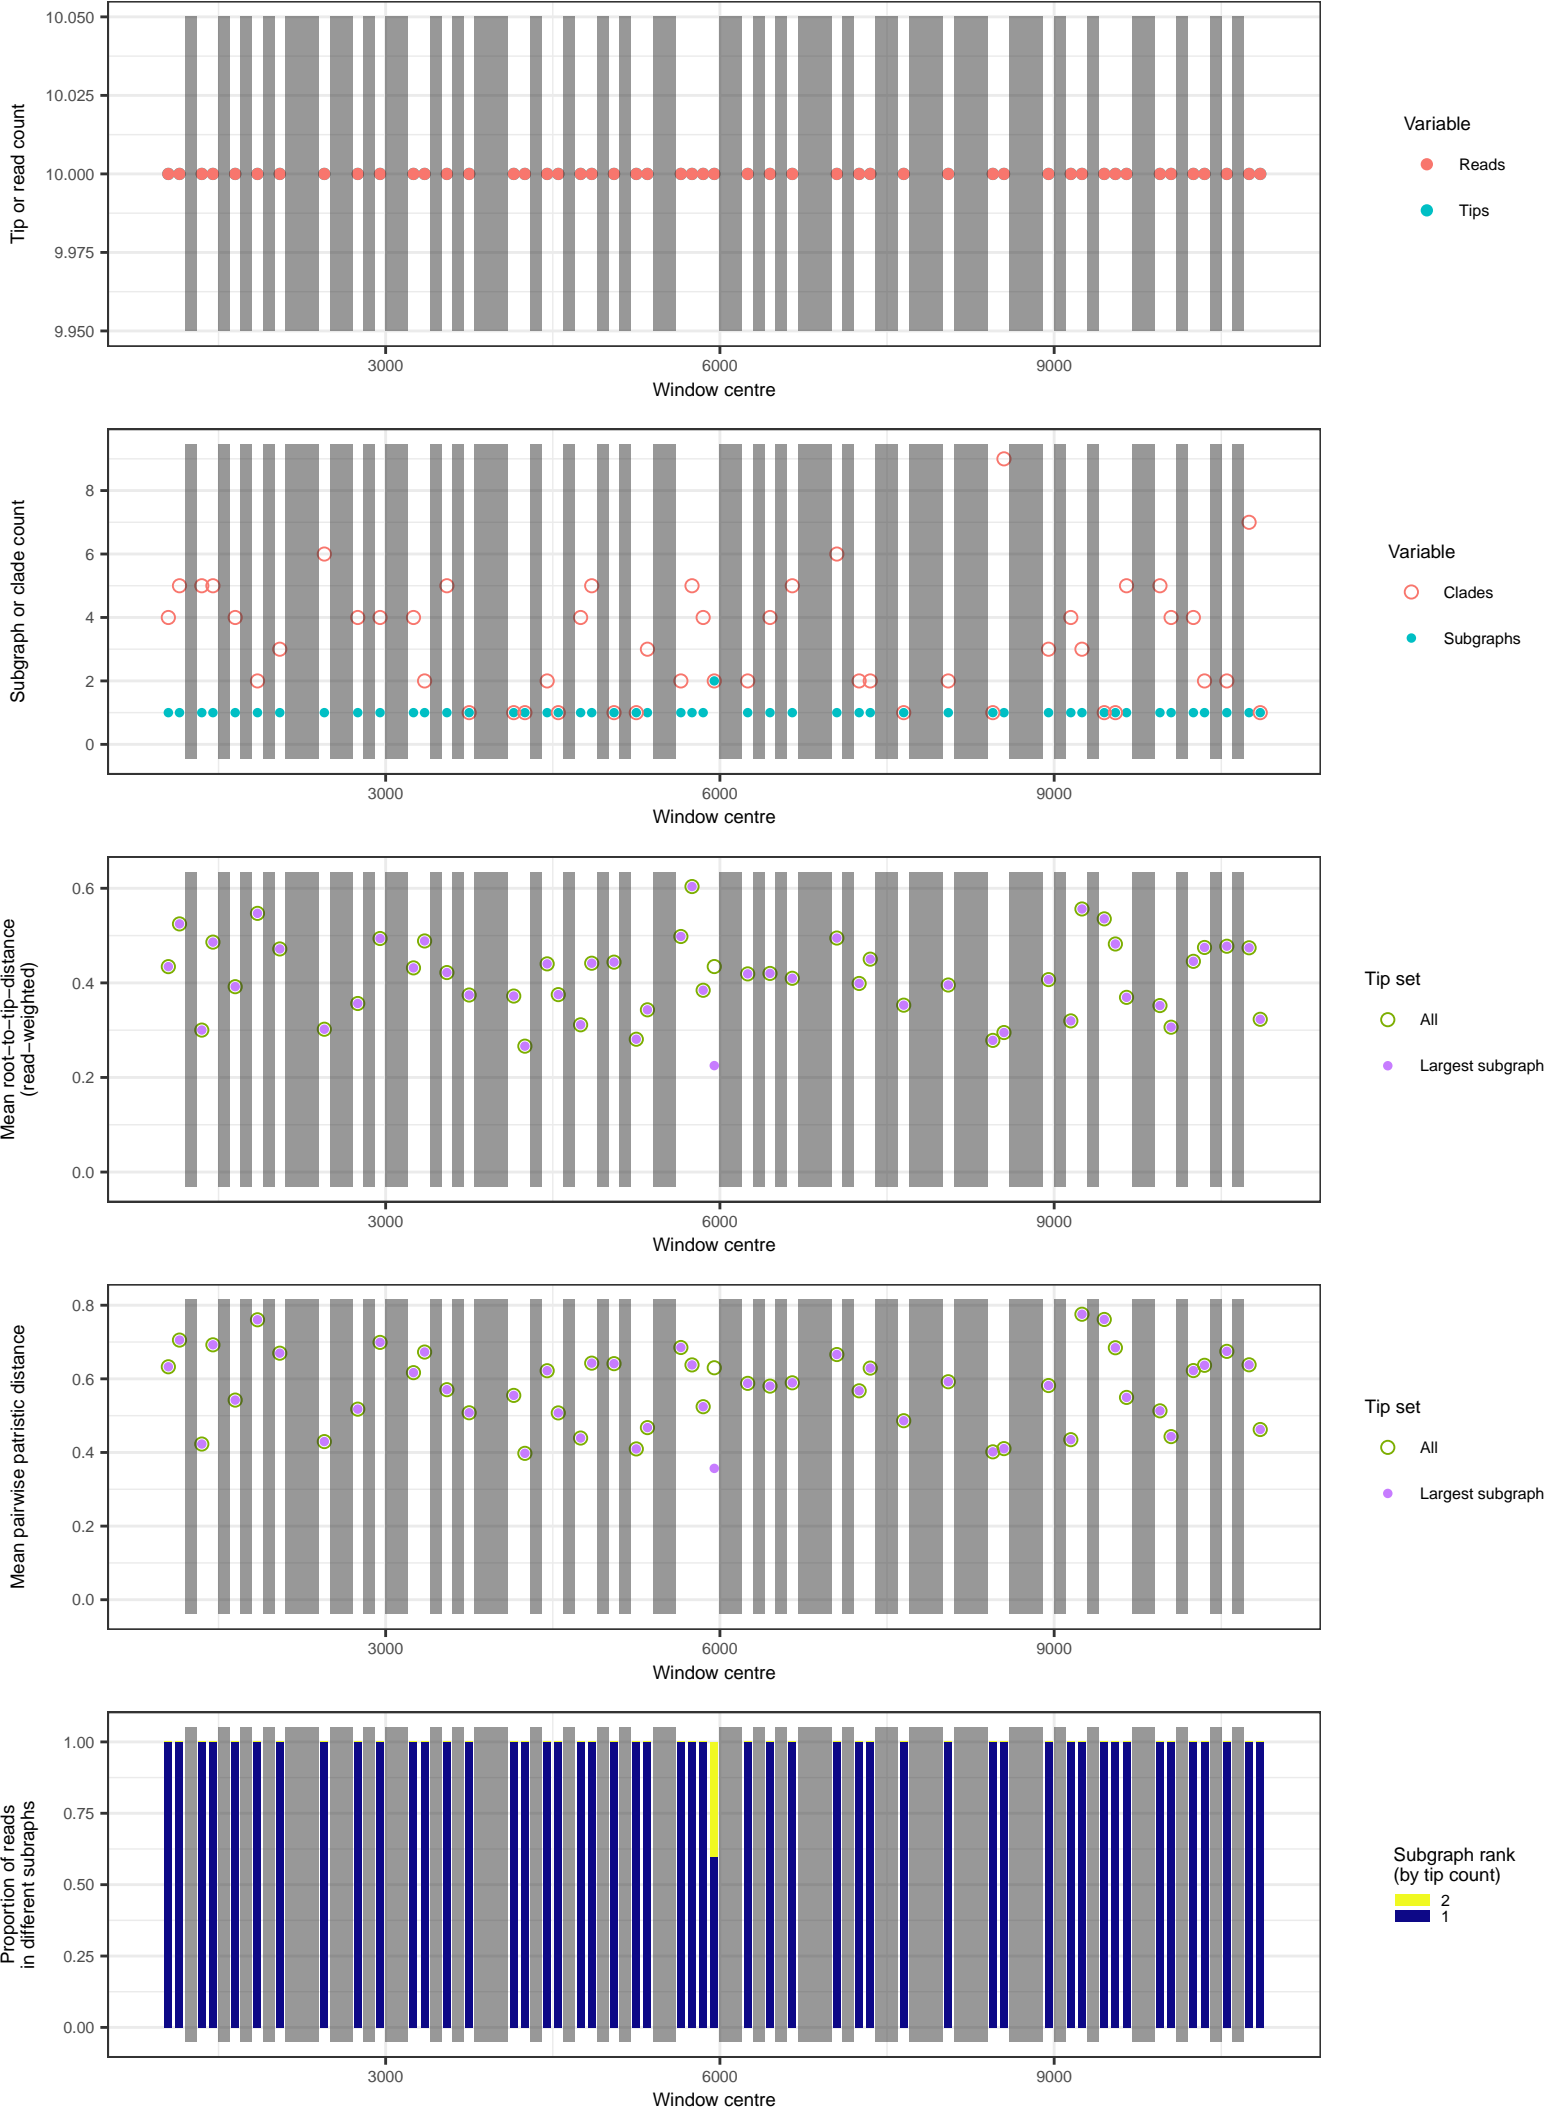 10.050
10.025
10.000
9.975
9.950
Tip or read count
3000
6000
9000
Window centre
Variable
Reads
Tips
8
6
4
2
0
Subgraph or clade count
3000
6000
9000
Window centre
Variable
Clades
Subgraphs
0.6
0.4
0.2
0.0
Mean root−to−tip−distance
(read−weighted)
3000
6000
9000
Window centre
Tip set
All
Largest subgraph
0.8
0.6
0.4
0.2
0.0
Mean pairwise patristic distance
3000
6000
9000
Window centre
Tip set
All
Largest subgraph
1.00
0.75
0.50
0.25
0.00
Proportion of reads
in different subraphs
3000
6000
9000
Window centre
Subgraph rank
(by tip count)
2
1